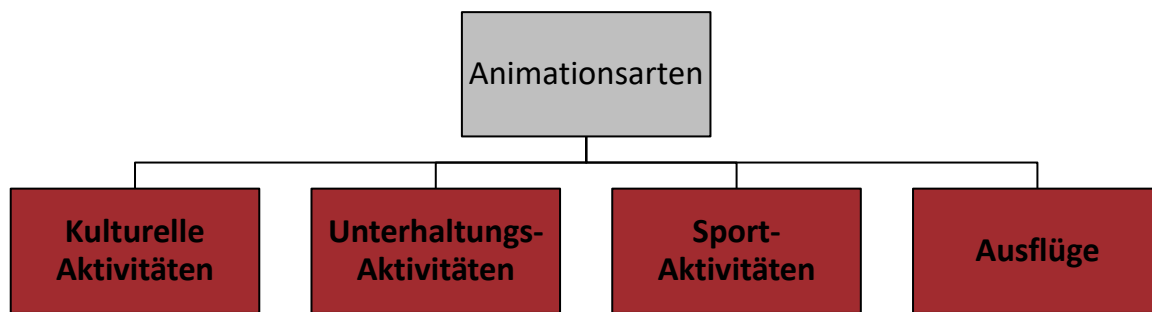 Animationsarten
Kulturelle
Aktivitäten
Unterhaltungs-
Aktivitäten
Sport-
Aktivitäten
Ausflüge